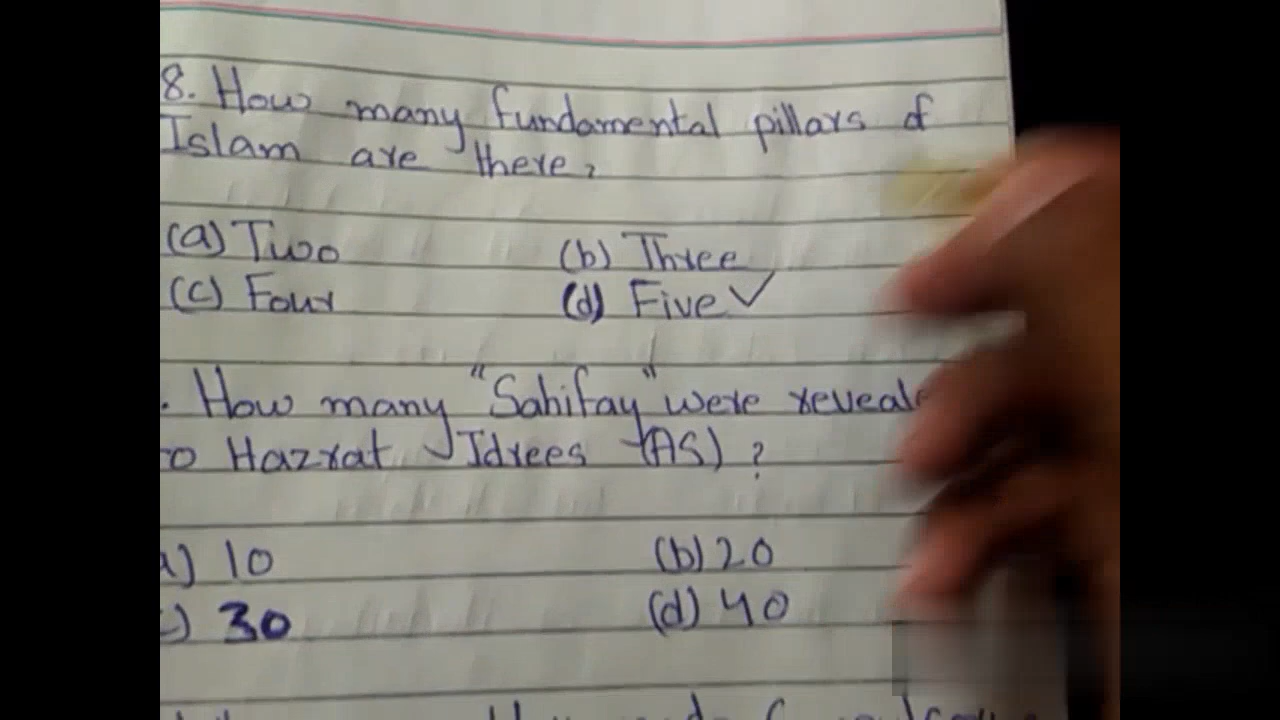 8. How many fundamental pillars of
Islam are there?
(a) Two (b) Three
(c) Four (d) Five ✓
. How many "Sahifay" were reveale
o Hazrat Idrees (AS) ?
a) 10 (b) 20
c) 30 (d) 40